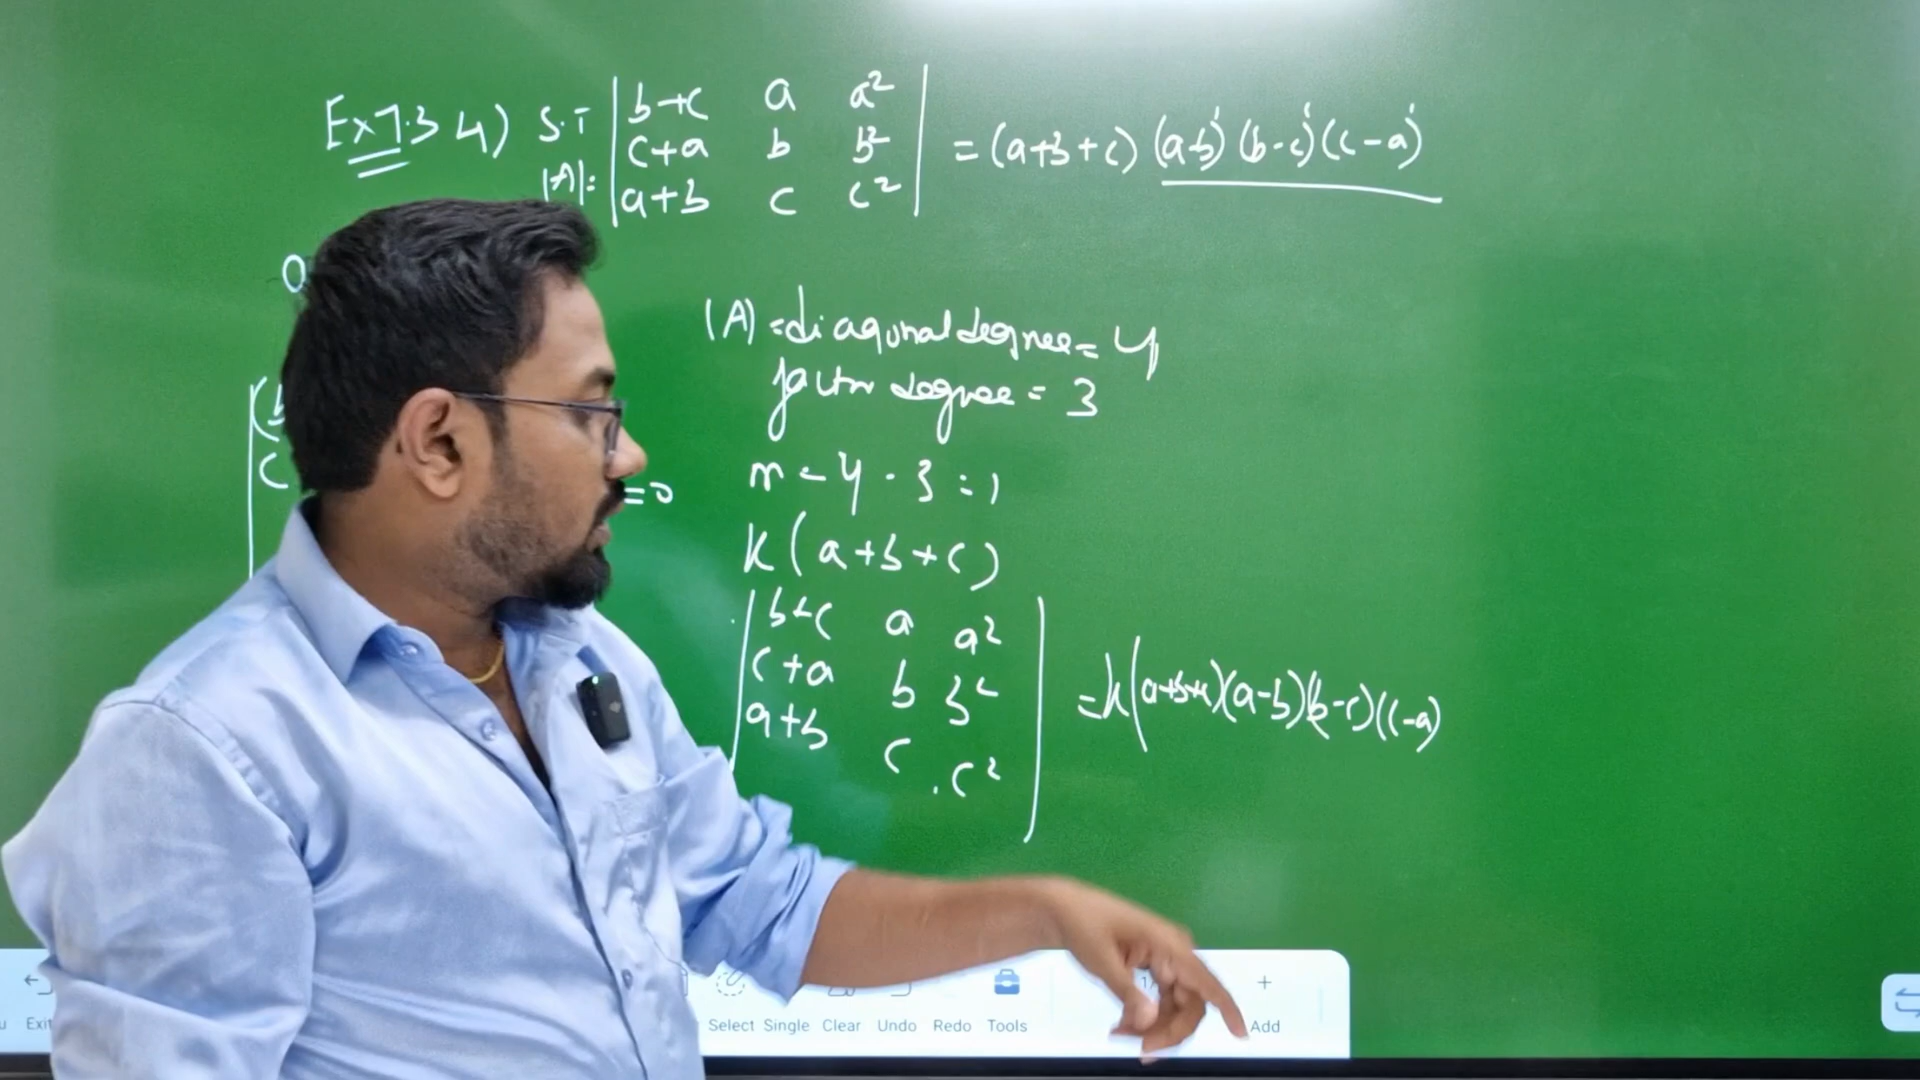 Ex 7.3 4) S.T | b+c a a² |
| c+a b b² | = (a+b+c) (a-b) (b-c) (c-a)
|A| = | a+b c c² |
|A| = diagonal degree = 4
factor degree = 3
m = 4 - 3 = 1
=0
k (a+b+c)
| b+c a a² |
| c+a b b² | = k (a+b+c)(a-b)(b-c)(c-a)
| a+b c c² |
Exit Select Single Clear Undo Redo Tools Add